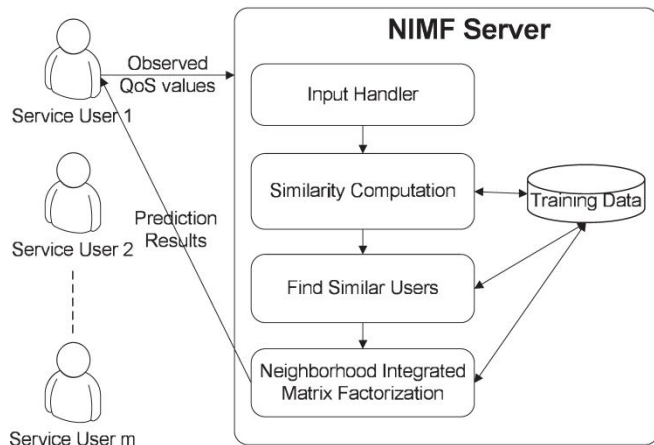 NIMF Server
Observed
QoS values
Service User 1
Input Handler
Similarity Computation
Training Data
Prediction
Results
Service User 2
Find Similar Users
Neighborhood Integrated
Matrix Factorization
Service User m